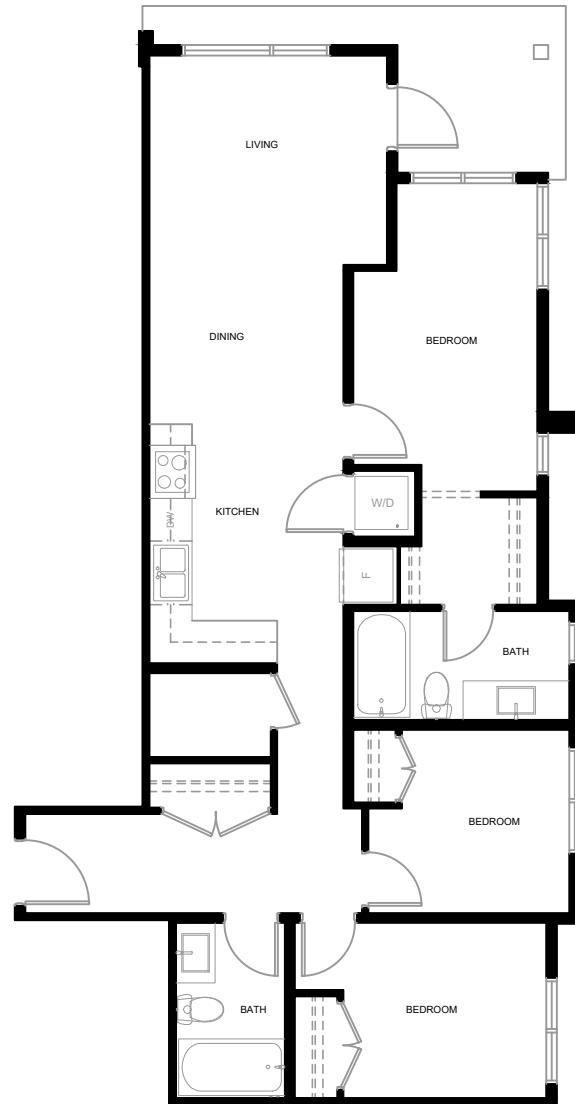 LIVING
DINING
BEDROOM
W/D
DW
KITCHEN
F
BATH
BEDROOM
BATH
BEDROOM